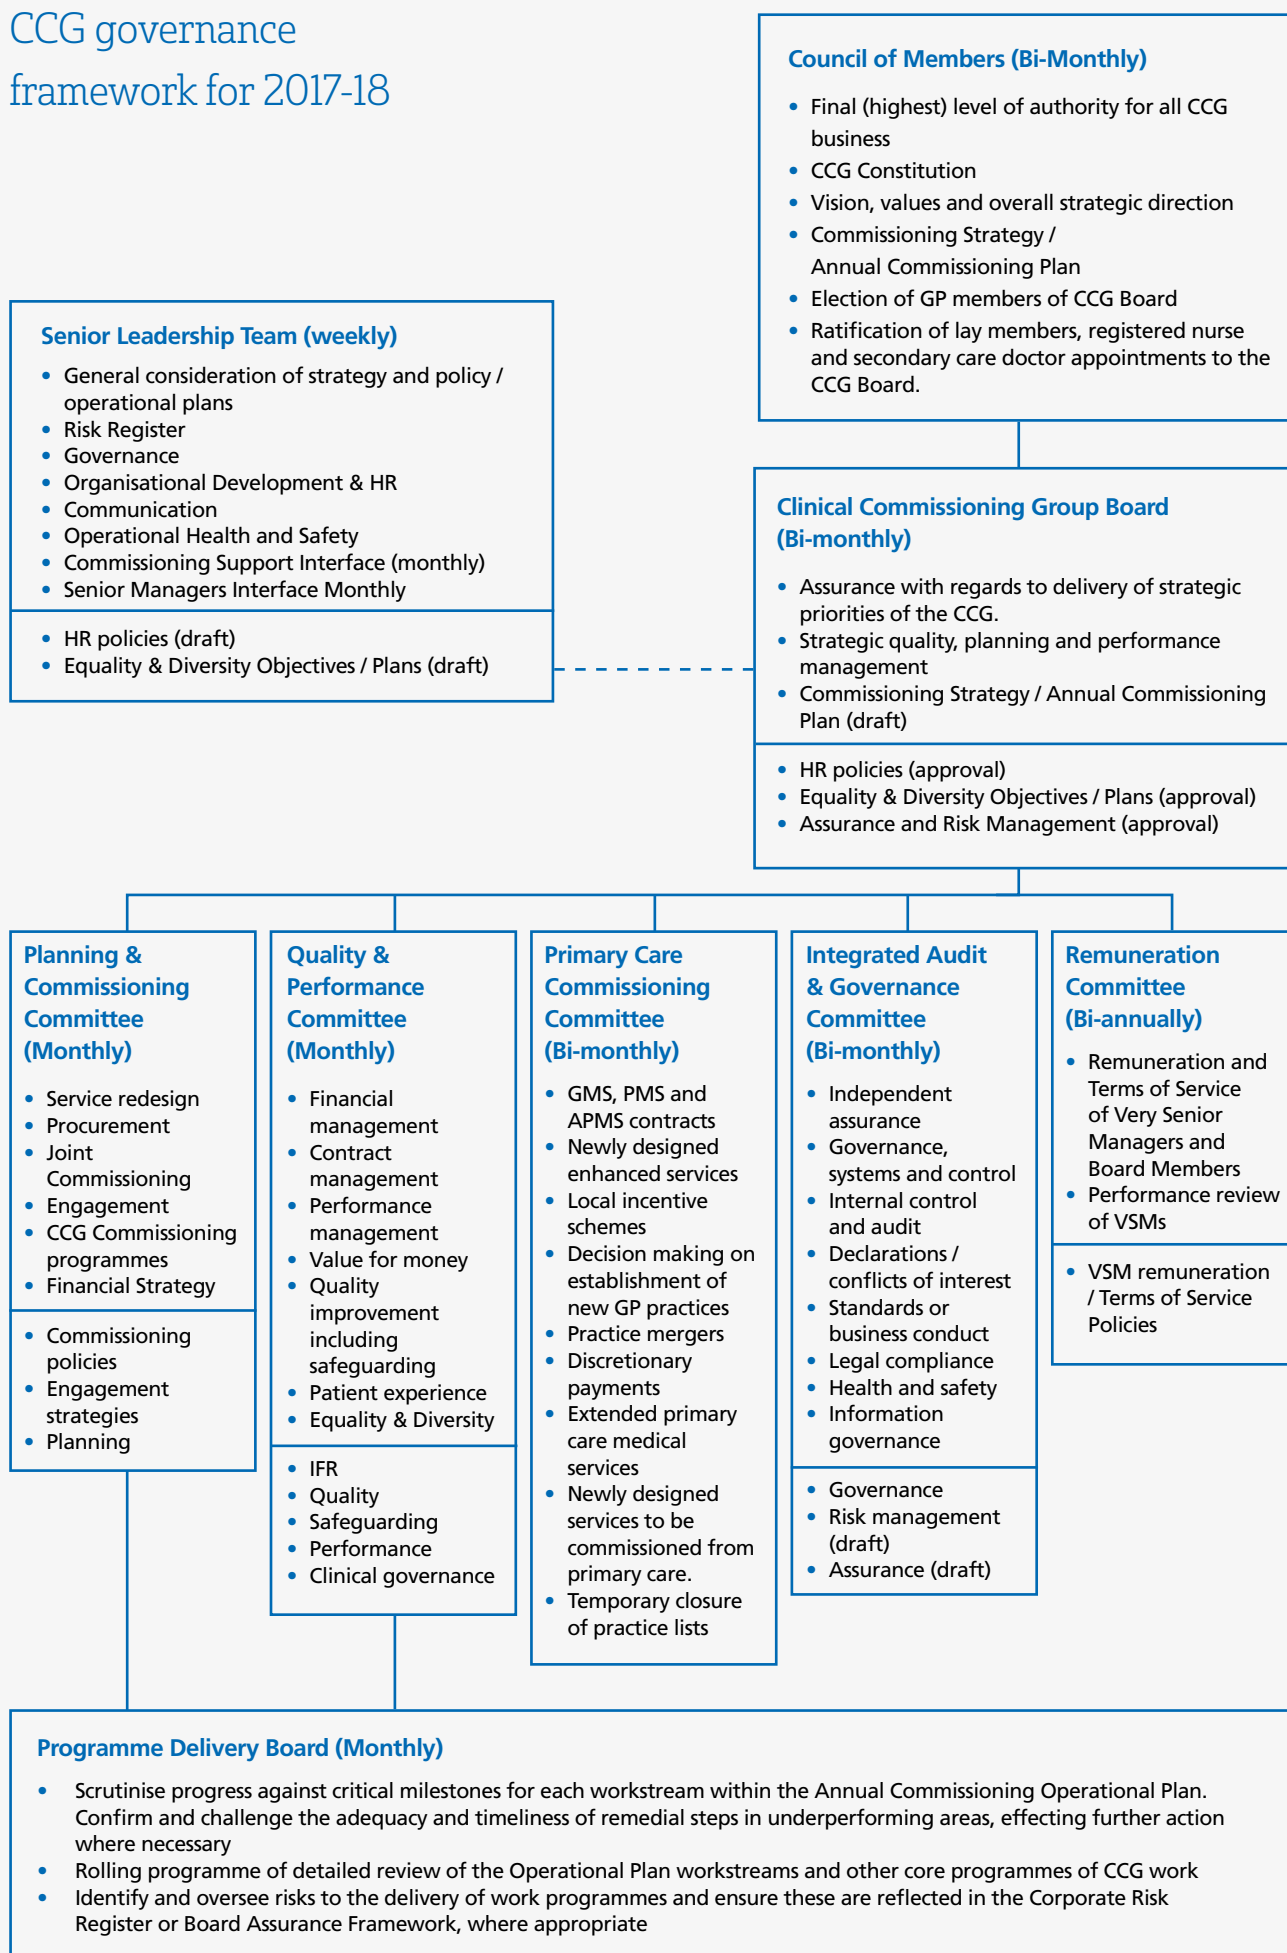 CCG governance
framework for 2017-18
Council of Members (Bi-Monthly)
• Final (highest) level of authority for all CCG
business
• CCG Constitution
• Vision, values and overall strategic direction
• Commissioning Strategy /
Annual Commissioning Plan
• Election of GP members of CCG Board
• Ratification of lay members, registered nurse
and secondary care doctor appointments to the
CCG Board.
Senior Leadership Team (weekly)
• General consideration of strategy and policy /
operational plans
• Risk Register
• Governance
• Organisational Development & HR
• Communication
• Operational Health and Safety
• Commissioning Support Interface (monthly)
• Senior Managers Interface Monthly
• HR policies (draft)
• Equality & Diversity Objectives / Plans (draft)
Clinical Commissioning Group Board
(Bi-monthly)
• Assurance with regards to delivery of strategic
priorities of the CCG.
• Strategic quality, planning and performance
management
• Commissioning Strategy / Annual Commissioning
Plan (draft)
• HR policies (approval)
• Equality & Diversity Objectives / Plans (approval)
• Assurance and Risk Management (approval)
Planning &
Commissioning
Committee
(Monthly)
• Service redesign
• Procurement
• Joint
Commissioning
• Engagement
• CCG Commissioning
programmes
• Financial Strategy
• Commissioning
policies
• Engagement
strategies
• Planning
Quality &
Performance
Committee
(Monthly)
• Financial
management
• Contract
management
• Performance
management
• Value for money
• Quality
improvement
including
safeguarding
• Patient experience
• Equality & Diversity
• IFR
• Quality
• Safeguarding
• Performance
• Clinical governance
Primary Care
Commissioning
Committee
(Bi-monthly)
• GMS, PMS and
APMS contracts
• Newly designed
enhanced services
• Local incentive
schemes
• Decision making on
establishment of
new GP practices
• Practice mergers
• Discretionary
payments
• Extended primary
care medical
services
• Newly designed
services to be
commissioned from
primary care.
• Temporary closure
of practice lists
Integrated Audit
& Governance
Committee
(Bi-monthly)
• Independent
assurance
• Governance,
systems and control
• Internal control
and audit
• Declarations /
conflicts of interest
• Standards or
business conduct
• Legal compliance
• Health and safety
• Information
governance
• Governance
• Risk management
(draft)
• Assurance (draft)
Remuneration
Committee
(Bi-annually)
• Remuneration and
Terms of Service
of Very Senior
Managers and
Board Members
• Performance review
of VSMs
• VSM remuneration
/ Terms of Service
Policies
Programme Delivery Board (Monthly)
• Scrutinise progress against critical milestones for each workstream within the Annual Commissioning Operational Plan.
Confirm and challenge the adequacy and timeliness of remedial steps in underperforming areas, effecting further action
where necessary
• Rolling programme of detailed review of the Operational Plan workstreams and other core programmes of CCG work
• Identify and oversee risks to the delivery of work programmes and ensure these are reflected in the Corporate Risk
Register or Board Assurance Framework, where appropriate